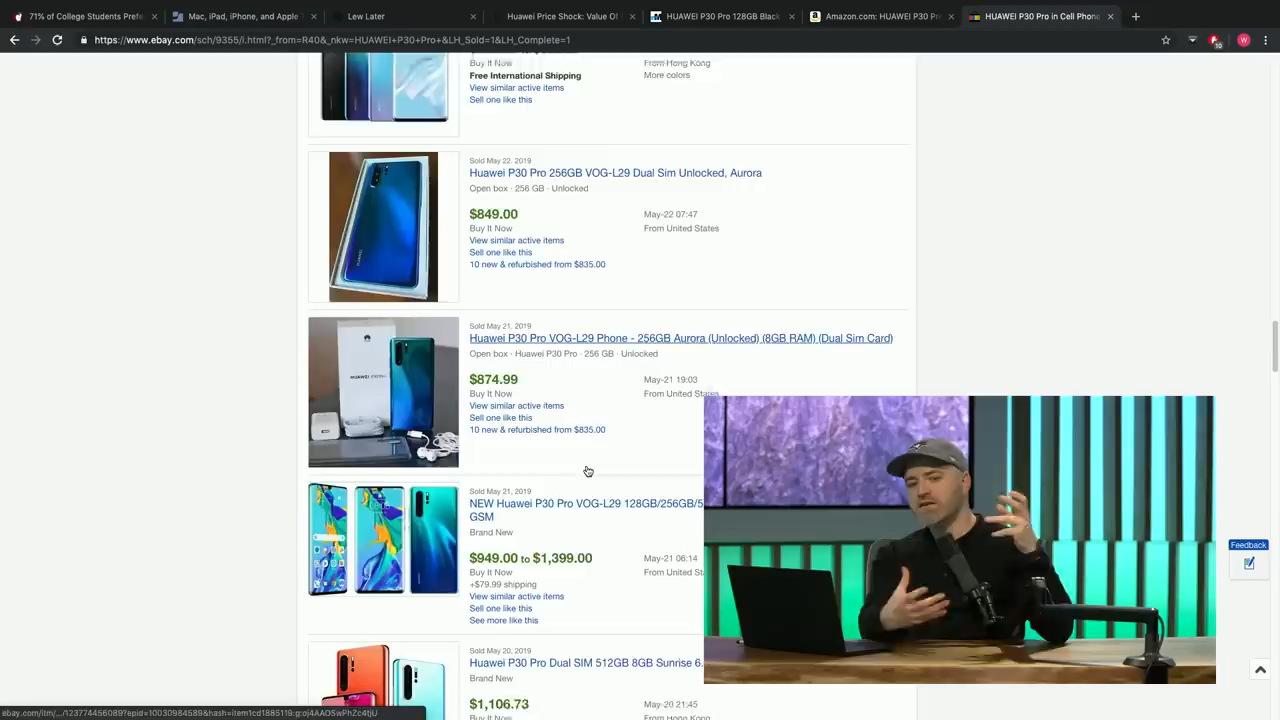 71% of College Students Prefe
Mac, iPad, iPhone, and Apple
Lew Later
Huawei Price Shock: Value Of
HUAWEI P30 Pro 128GB Black
Amazon.com: HUAWEI P30 Pr
HUAWEI P30 Pro in Cell Phone
https://www.ebay.com/sch/9355/i.html?_from=R40&_nkw=HUAWEI+P30+Pro+&LH_Sold=1&LH_Complete=1
Buy It Now
From Hong Kong
Free International Shipping
More colors
View similar active items
Sell one like this
Sold May 22, 2019
Huawei P30 Pro 256GB VOG-L29 Dual Sim Unlocked, Aurora
Open box · 256 GB · Unlocked
$849.00
May-22 07:47
Buy It Now
From United States
View similar active items
Sell one like this
10 new & refurbished from $835.00
Sold May 21, 2019
Huawei P30 Pro VOG-L29 Phone - 256GB Aurora (Unlocked) (8GB RAM) (Dual Sim Card)
Open box · Huawei P30 Pro · 256 GB · Unlocked
$874.99
May-21 19:03
Buy It Now
From United States
View similar active items
Sell one like this
10 new & refurbished from $835.00
Sold May 21, 2019
NEW Huawei P30 Pro VOG-L29 128GB/256GB/5
GSM
Brand New
$949.00 to $1,399.00
May-21 06:14
Buy It Now
From United St
+$79.99 shipping
View similar active items
Sell one like this
See more like this
Feedback
Sold May 20, 2019
Huawei P30 Pro Dual SIM 512GB 8GB Sunrise 6.
Brand New
$1,106.73
May-20 21:45
Buy It Now
From Hong Kong